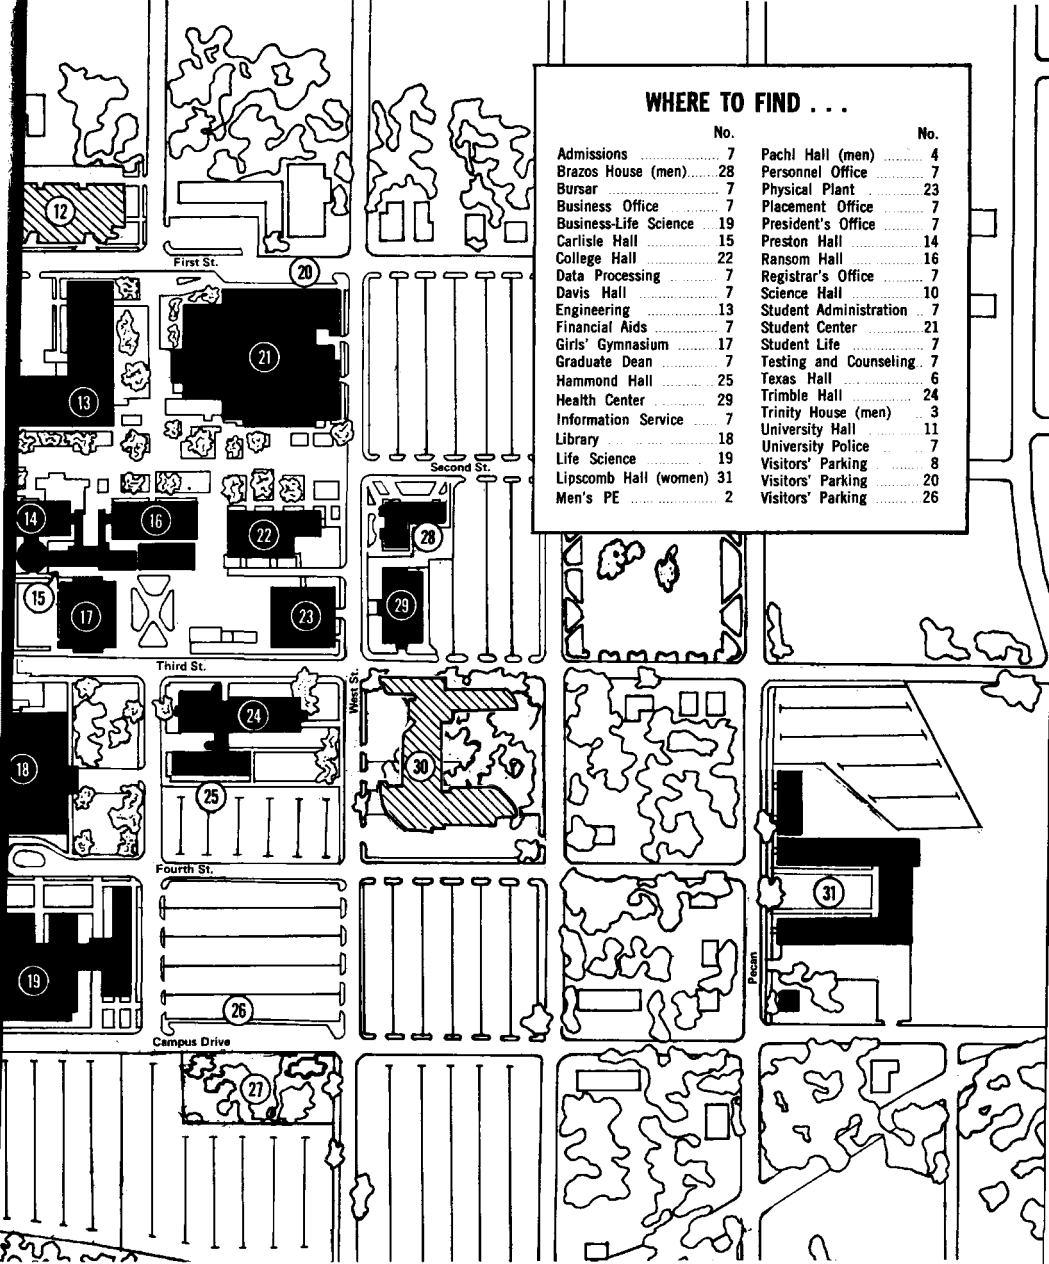 WHERE TO FIND . . .
No.
Admissions 7
Brazos House (men) 28
Bursar 7
Business Office 7
Business-Life Science 19
Carlisle Hall 15
College Hall 22
Data Processing 7
Davis Hall 7
Engineering 13
Financial Aids 7
Girls' Gymnasium 17
Graduate Dean 7
Hammond Hall 25
Health Center 29
Information Service 7
Library 18
Life Science 19
Lipscomb Hall (women) 31
Men's PE 2
No.
Pachl Hall (men) 4
Personnel Office 7
Physical Plant 23
Placement Office 7
President's Office 7
Preston Hall 14
Ransom Hall 16
Registrar's Office 7
Science Hall 10
Student Administration 7
Student Center 21
Student Life 7
Testing and Counseling 7
Texas Hall 6
Trimble Hall 24
Trinity House (men) 3
University Hall 11
University Police 7
Visitors' Parking 8
Visitors' Parking 20
Visitors' Parking 26
12
First St.
20
21
13
Second St.
14
16
22
28
15
17
23
29
Third St.
West St.
24
18
30
25
Fourth St.
31
19
Pecan
26
Campus Drive
27